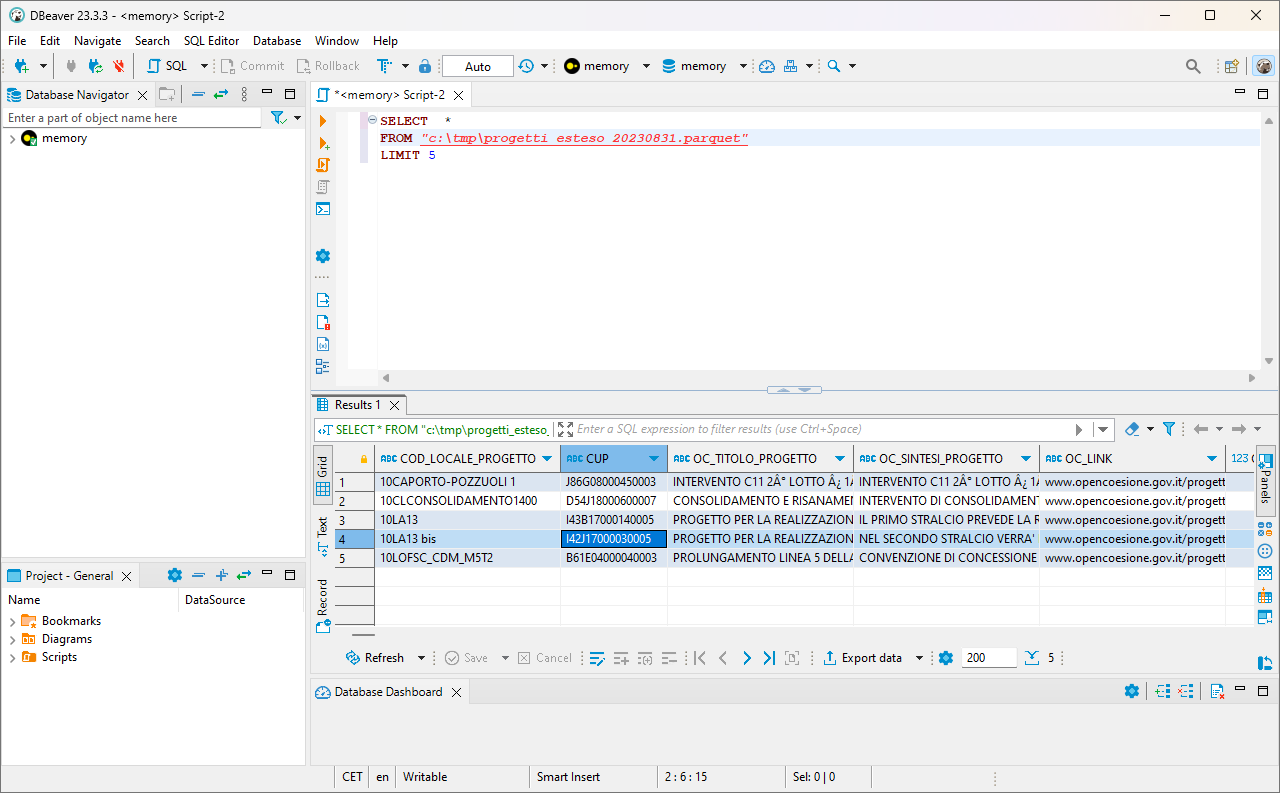 DBeaver 23.3.3 - <memory> Script-2
File Edit Navigate Search SQL Editor Database Window Help
SQL Commit Rollback Auto memory memory
Database Navigator
Enter a part of object name here
memory
*<memory> Script-2
SELECT *
FROM "c:\tmp\progetti_esteso_20230831.parquet"
LIMIT 5
Results 1
SELECT * FROM "c:\tmp\progetti_esteso_ Enter a SQL expression to filter results (use Ctrl+Space)
Grid
Text
Record
ABC COD_LOCALE_PROGETTO ABC CUP ABC OC_TITOLO_PROGETTO ABC OC_SINTESI_PROGETTO ABC OC_LINK 123
1 10CAPORTO-POZZUOLI 1 J86G08000450003 INTERVENTO C11 2Â° LOTTO Â¿ 1Â INTERVENTO C11 2Â° LOTTO Â¿ 1Â www.opencoesione.gov.it/progett
2 10CLCONSOLIDAMENTO1400 D54J18000600007 CONSOLIDAMENTO E RISANAMEN INTERVENTO DI CONSOLIDAMENT www.opencoesione.gov.it/progett
3 10LA13 I43B17000140005 PROGETTO PER LA REALIZZAZION IL PRIMO STRALCIO PREVEDE LA R www.opencoesione.gov.it/progett
4 10LA13 bis I42J17000030005 PROGETTO PER LA REALIZZAZION NEL SECONDO STRALCIO VERRA' www.opencoesione.gov.it/progett
5 10LOFSC_CDM_M5T2 B61E04000040003 PROLUNGAMENTO LINEA 5 DELLA CONVENZIONE DI CONCESSIONE www.opencoesione.gov.it/progett
Panels
Refresh Save Cancel Export data 200 5
Project - General
Name DataSource
Bookmarks
Diagrams
Scripts
Database Dashboard
CET en Writable Smart Insert 2 : 6 : 15 Sel: 0 | 0